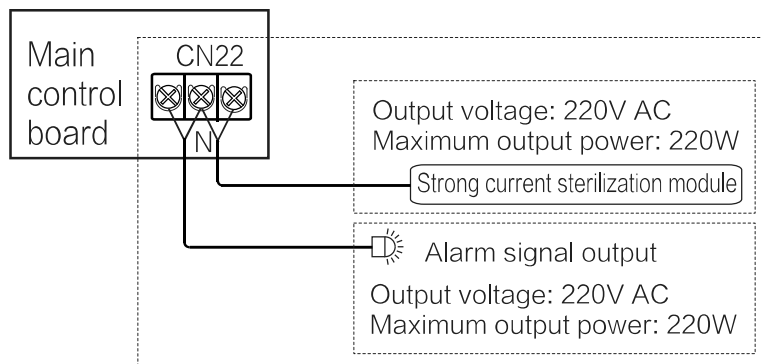 Main
control
board
CN22
N
Output voltage: 220V AC
Maximum output power: 220W
Strong current sterilization module
Alarm signal output
Output voltage: 220V AC
Maximum output power: 220W